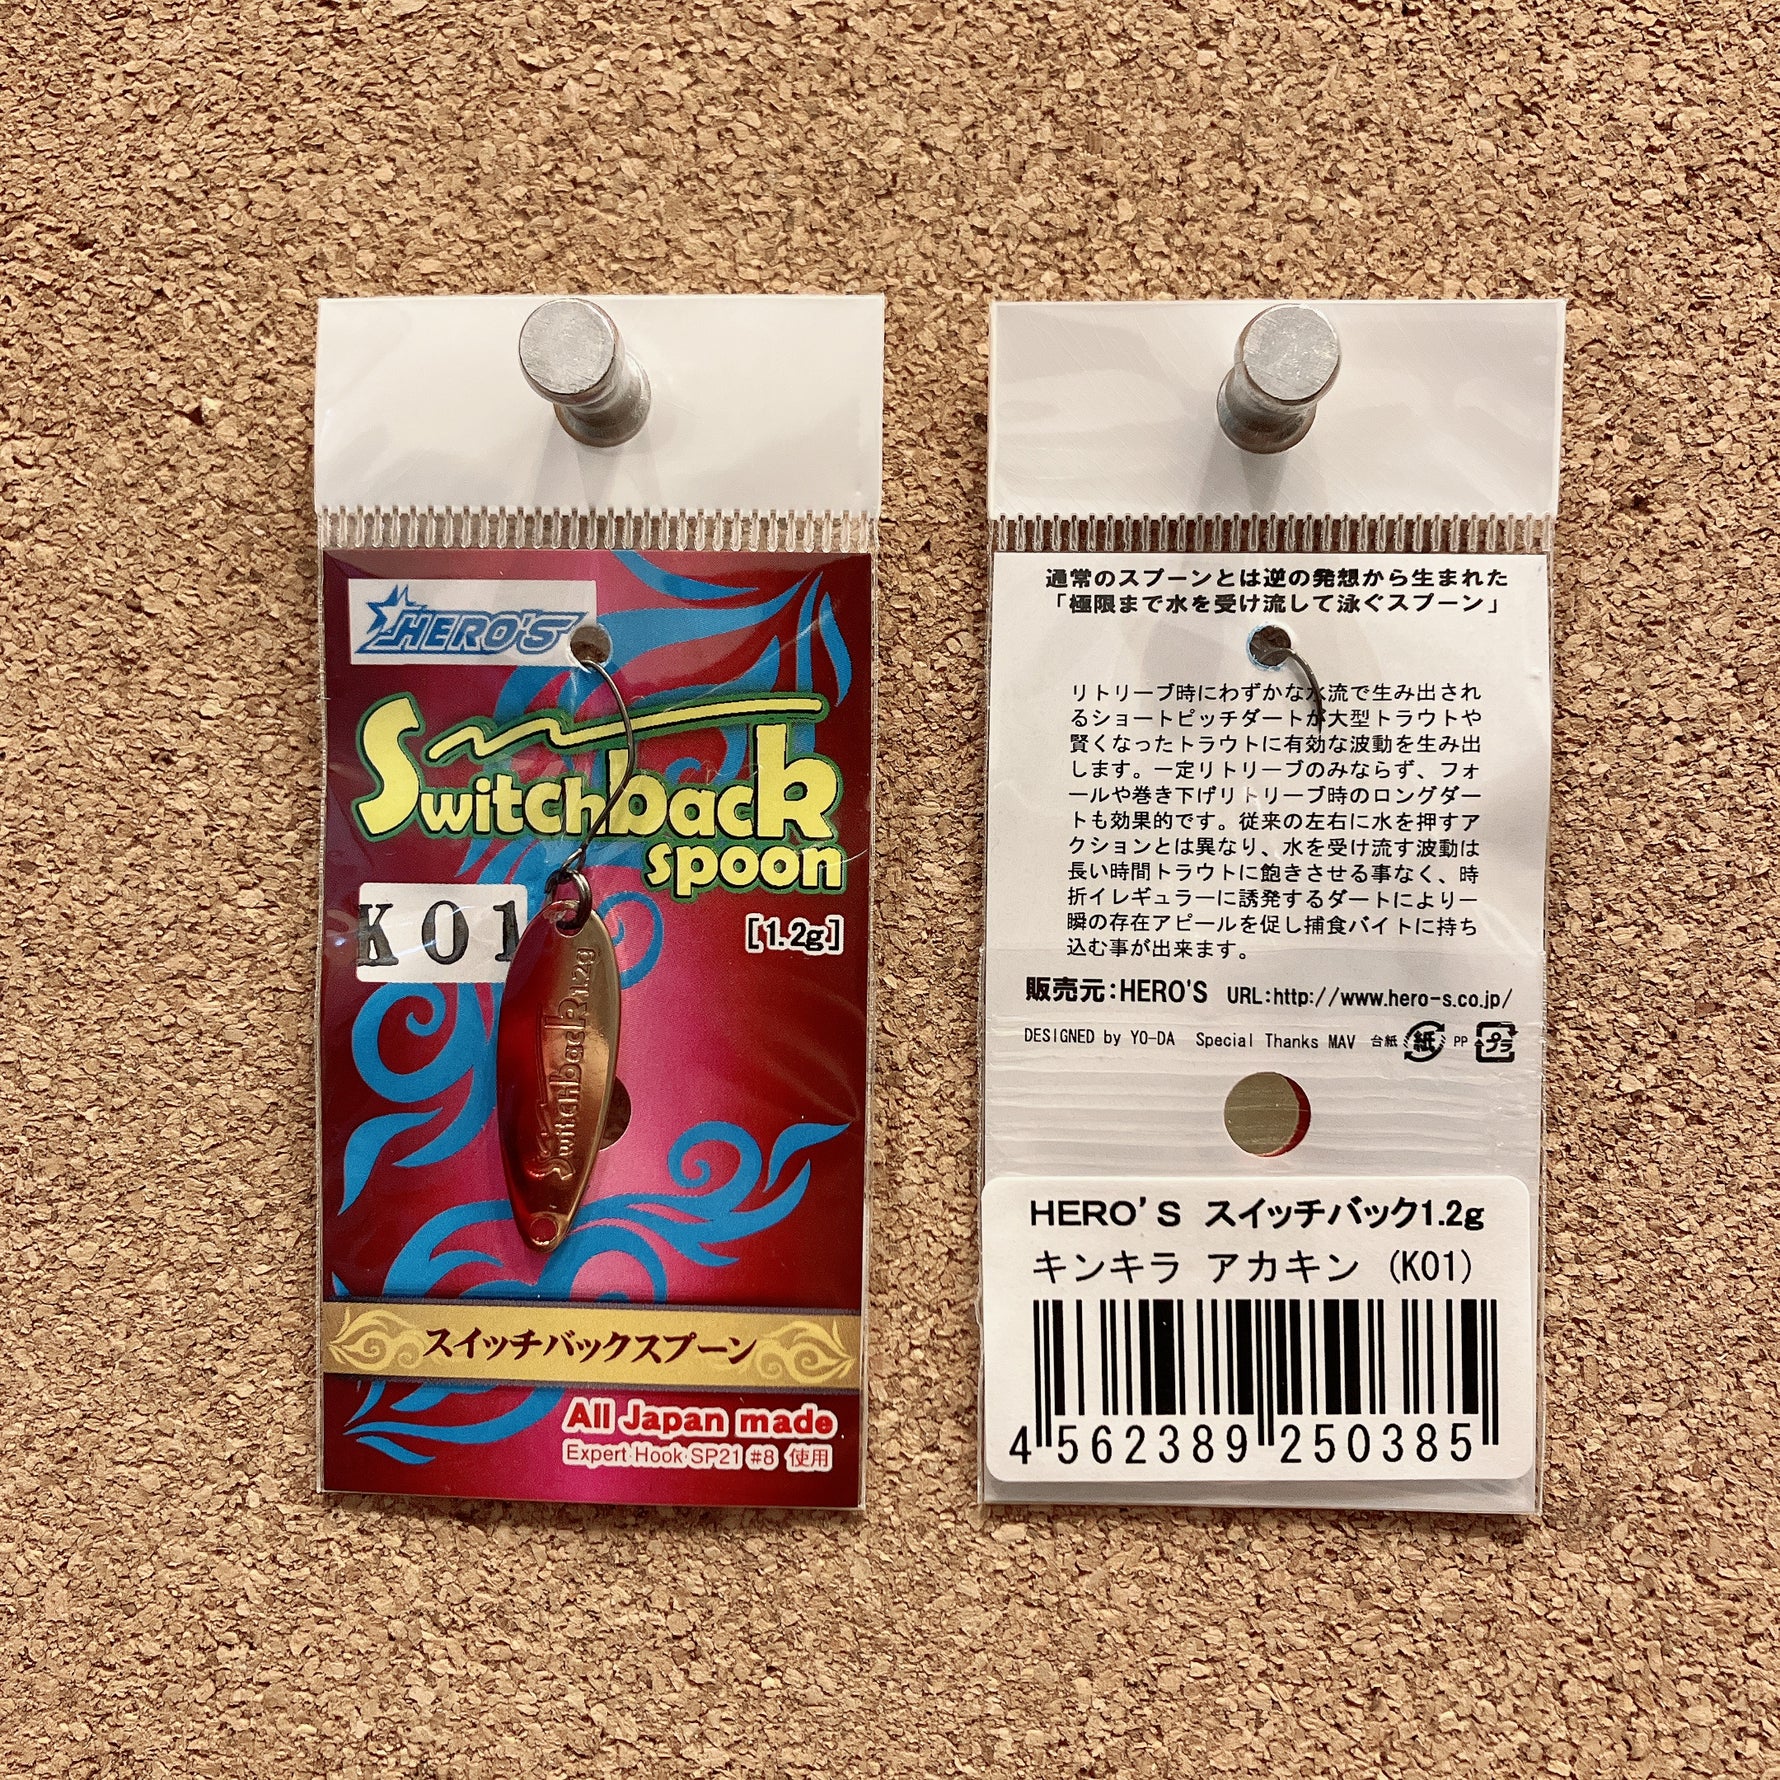 HERO'S
Switchback
spoon
K01
[1.2g]
Switchback 1.2g
スイッチバックスプーン
All Japan made
Expert Hook SP21 #8 使用
通常のスプーンとは逆の発想から生まれた
「極限まで水を受け流して泳ぐスプーン」
リトリーブ時にわずかな水流で生み出され
るショートピッチダートが大型トラウトや
賢くなったトラウトに有効な波動を生み出
します。一定リトリーブのみならず、フォ
ールや巻き下げリトリーブ時のロングダー
トも効果的です。従来の左右に水を押すア
クションとは異なり、水を受け流す波動は
長い時間トラウトに飽きさせる事なく、時
折イレギュラーに誘発するダートにより一
瞬の存在アピールを促し捕食バイトに持ち
込む事が出来ます。
販売元:HERO'S URL:http://www.hero-s.co.jp/
DESIGNED by YO-DA Special Thanks MAV 台紙 紙 PP プラ
HERO'S スイッチバック1.2g
キンキラ アカキン (K01)
4 562389 250385